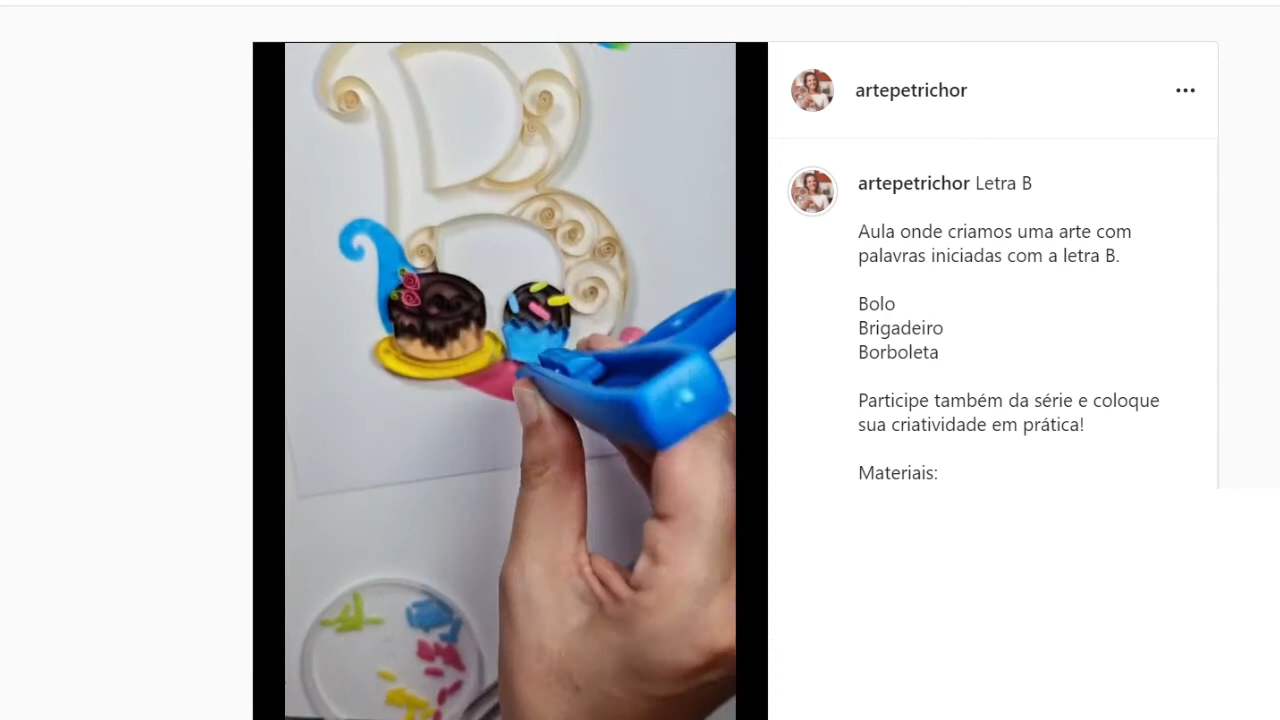 artepetrichor
artepetrichor Letra B
Aula onde criamos uma arte com
palavras iniciadas com a letra B.
Bolo
Brigadeiro
Borboleta
Participe também da série e coloque
sua criatividade em prática!
Materiais: